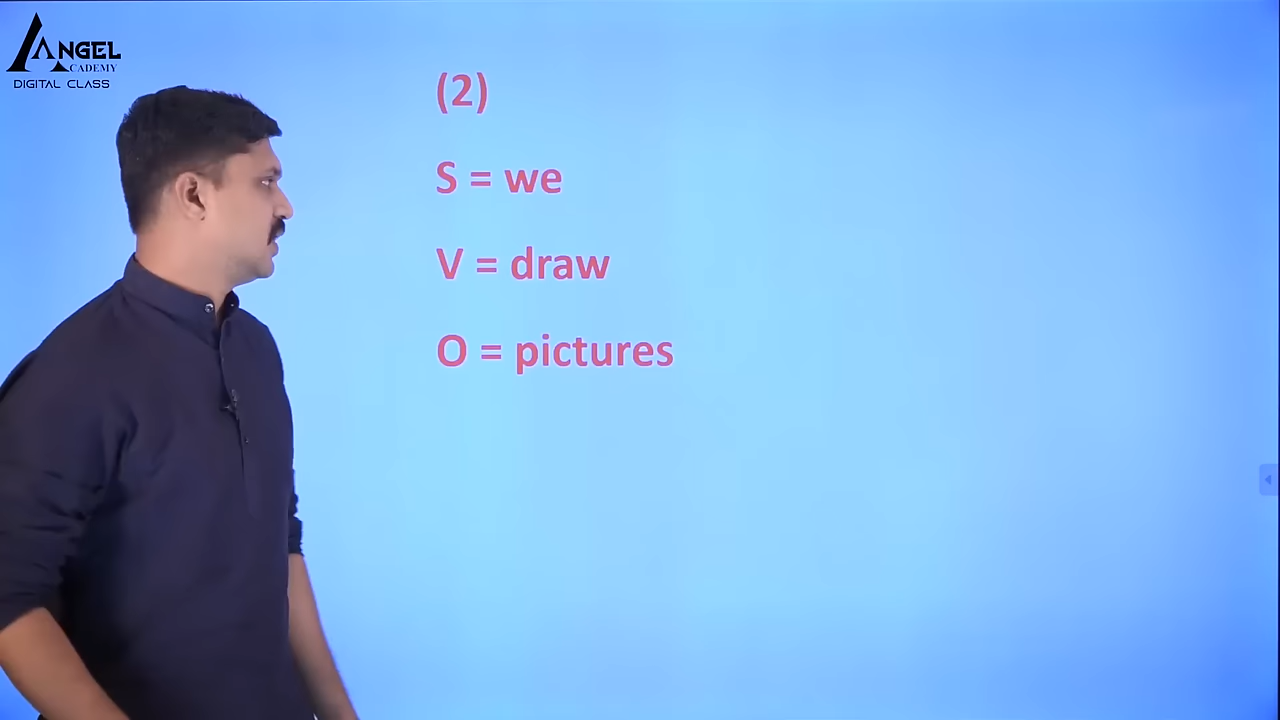 ANGEL
ACADEMY
DIGITAL CLASS
(2)
S = we
V = draw
O = pictures